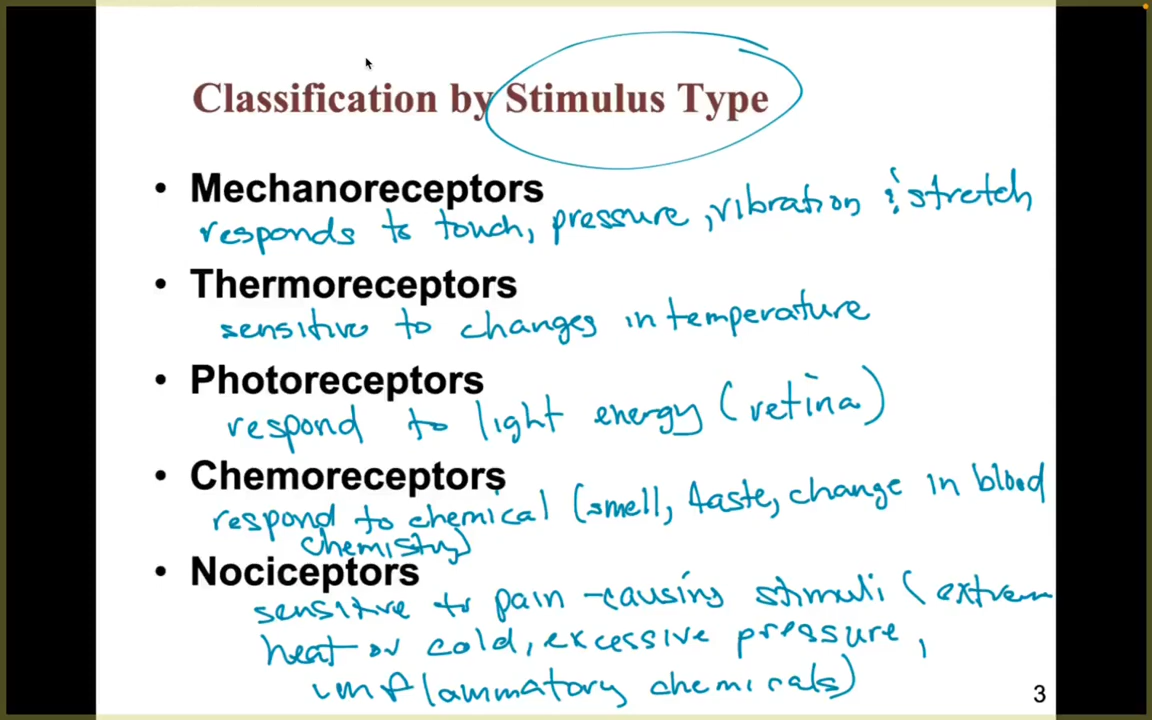 Classification by Stimulus Type
• Mechanoreceptors
responds to touch, pressure, vibration & stretch
• Thermoreceptors
sensitive to changes in temperature
• Photoreceptors
respond to light energy (retina)
• Chemoreceptors
respond to chemical (smell, taste, change in blood
chemistry)
• Nociceptors
sensitive to pain-causing stimuli (extrem
heat or cold, excessive pressure,
inflammatory chemicals)
3